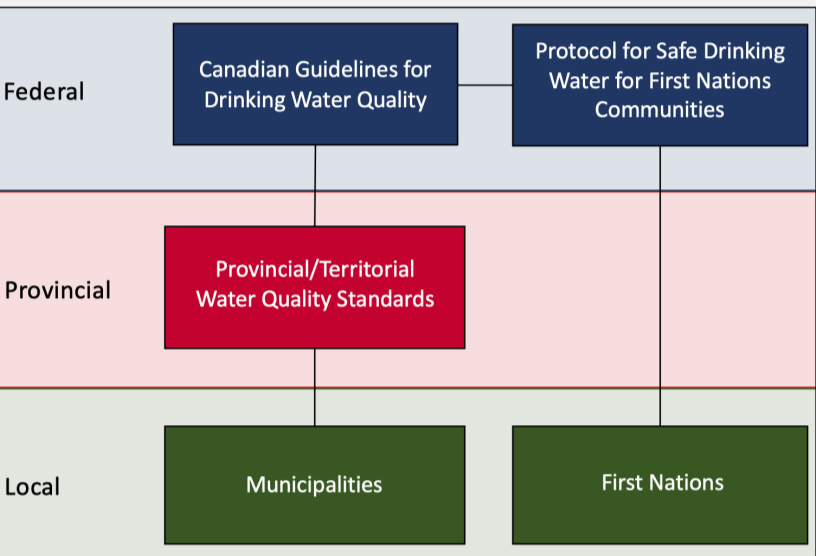 Federal
Canadian Guidelines for
Drinking Water Quality
Protocol for Safe Drinking
Water for First Nations
Communities
Provincial
Provincial/Territorial
Water Quality Standards
Local
Municipalities
First Nations